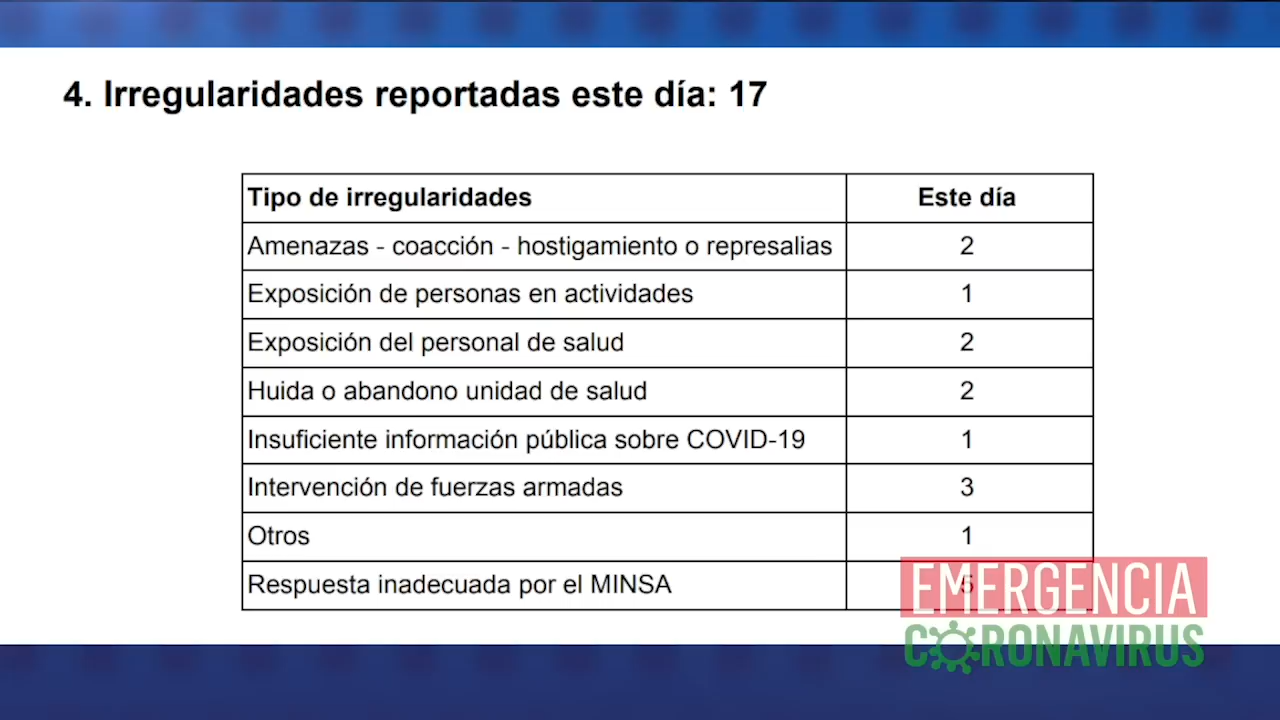 4. Irregularidades reportadas este día: 17
Tipo de irregularidades Este día
Amenazas - coacción - hostigamiento o represalias 2
Exposición de personas en actividades 1
Exposición del personal de salud 2
Huida o abandono unidad de salud 2
Insuficiente información pública sobre COVID-19 1
Intervención de fuerzas armadas 3
Otros 1
Respuesta inadecuada por el MINSA 5
EMERGENCIA
CORONAVIRUS